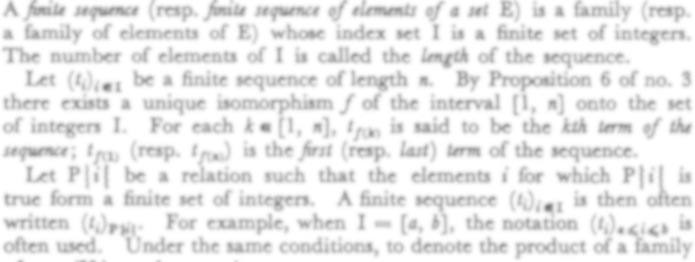 A finite sequence (resp. finite sequence of elements of a set E) is a family (resp.
a family of elements of E) whose index set I is a finite set of integers.
The number of elements of I is called the length of the sequence.
Let (t_i)_{i∈I} be a finite sequence of length n. By Proposition 6 of no. 3
there exists a unique isomorphism f of the interval [1, n] onto the set
of integers I. For each k ∈ [1, n], t_{f(k)} is said to be the kth term of the
sequence; t_{f(1)} (resp. t_{f(n)}) is the first (resp. last) term of the sequence.
Let P⌉i⌈ be a relation such that the elements i for which P⌉i⌈ is
true form a finite set of integers. A finite sequence (t_i)_{i∈I} is then often
written (t_i)_{P⌉i⌈}. For example, when I = [a, b], the notation (t_i)_{a≤i≤b} is
often used. Under the same conditions, to denote the product of a family